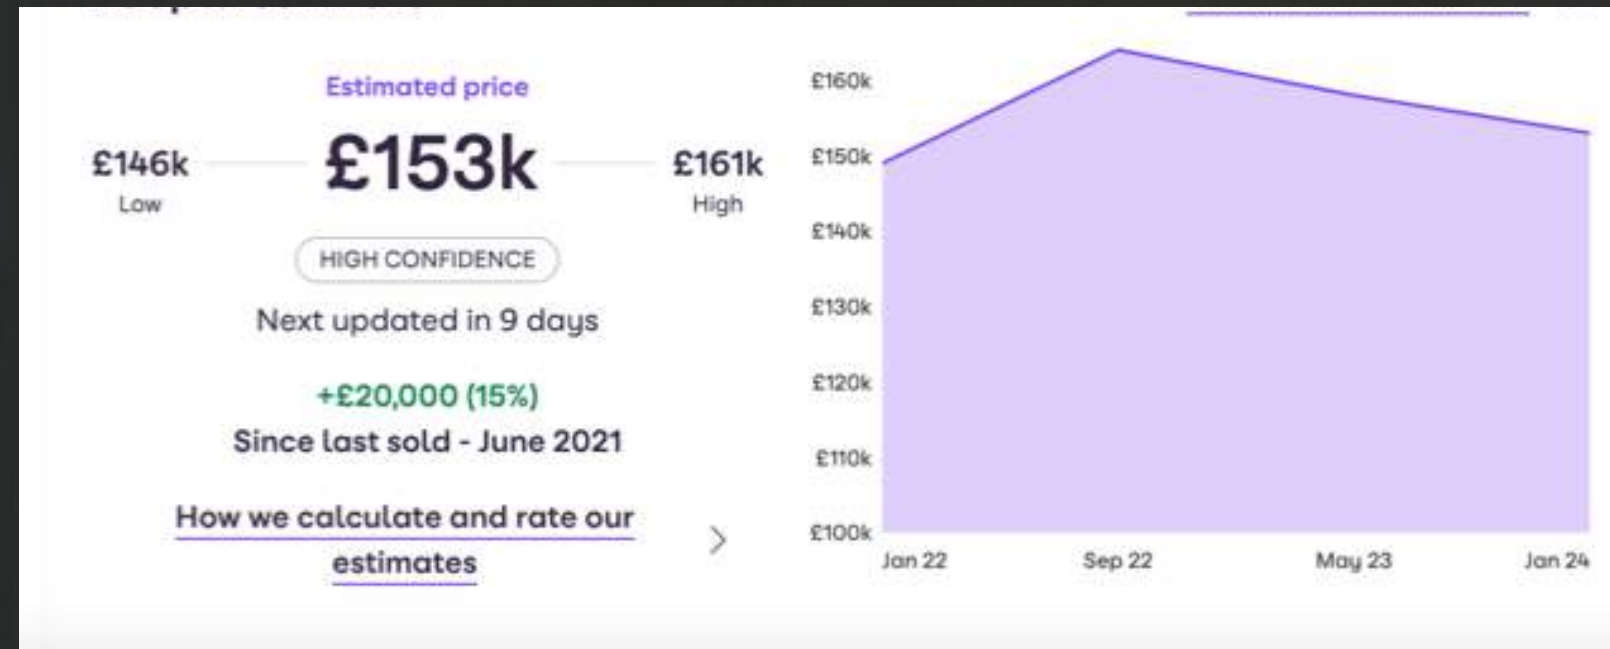 Estimated price
£146k
Low
£153k
£161k
High
HIGH CONFIDENCE
Next updated in 9 days
+£20,000 (15%)
Since last sold - June 2021
How we calculate and rate our
estimates
£160k
£150k
£140k
£130k
£120k
£110k
£100k
Jan 22 Sep 22 May 23 Jan 24